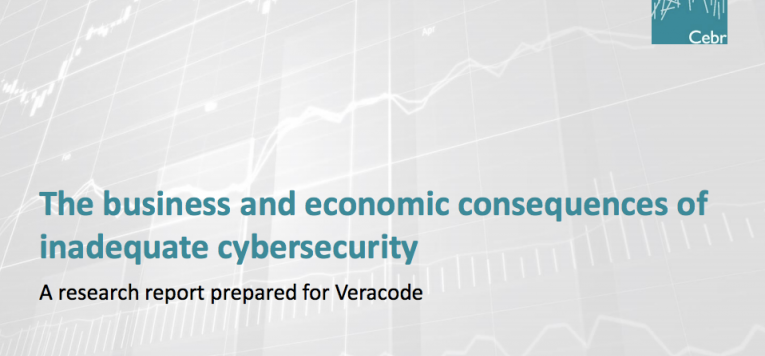 Cebr
The business and economic consequences of
inadequate cybersecurity
A research report prepared for Veracode